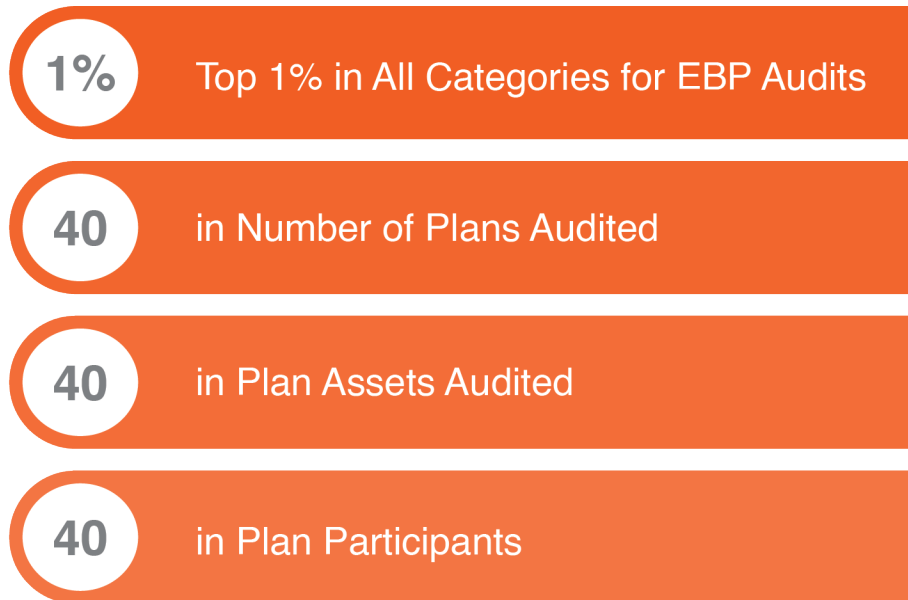 1% Top 1% in All Categories for EBP Audits
40 in Number of Plans Audited
40 in Plan Assets Audited
40 in Plan Participants